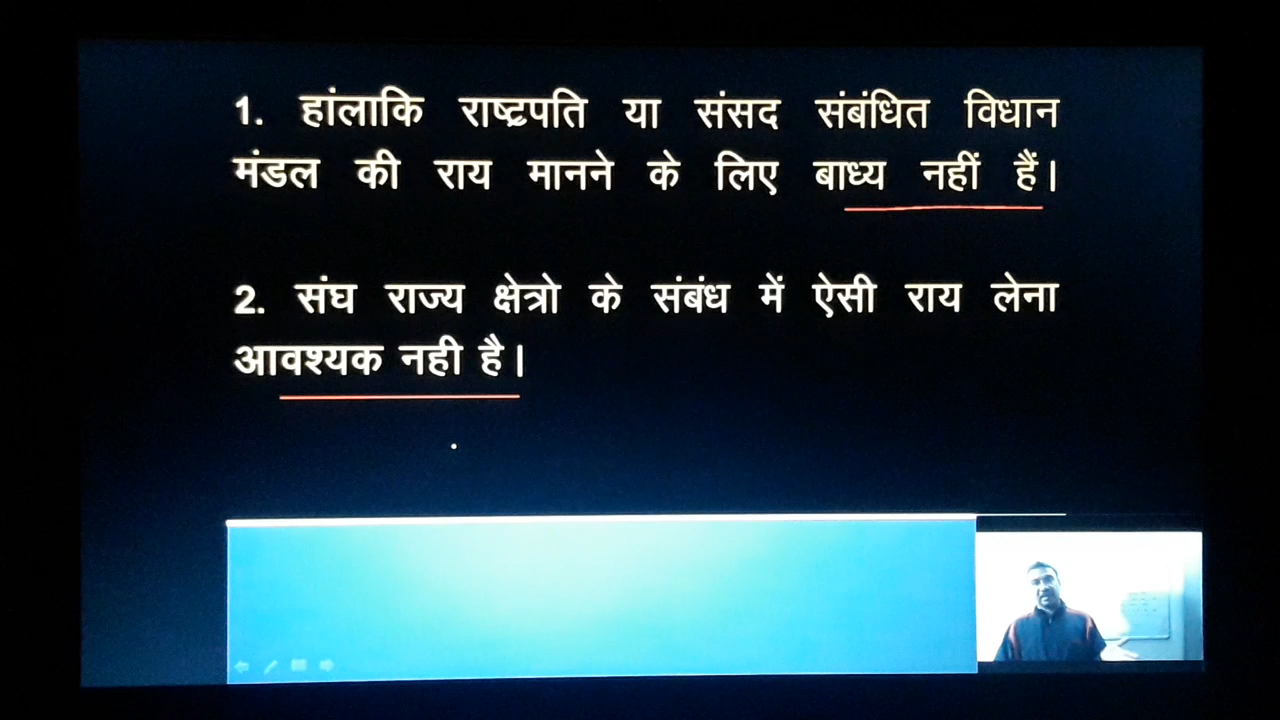 1. हांलाकि राष्ट्रपति या संसद संबंधित विधान
मंडल की राय मानने के लिए बाध्य नहीं हैं।
2. संघ राज्य क्षेत्रो के संबंध में ऐसी राय लेना
आवश्यक नही है।